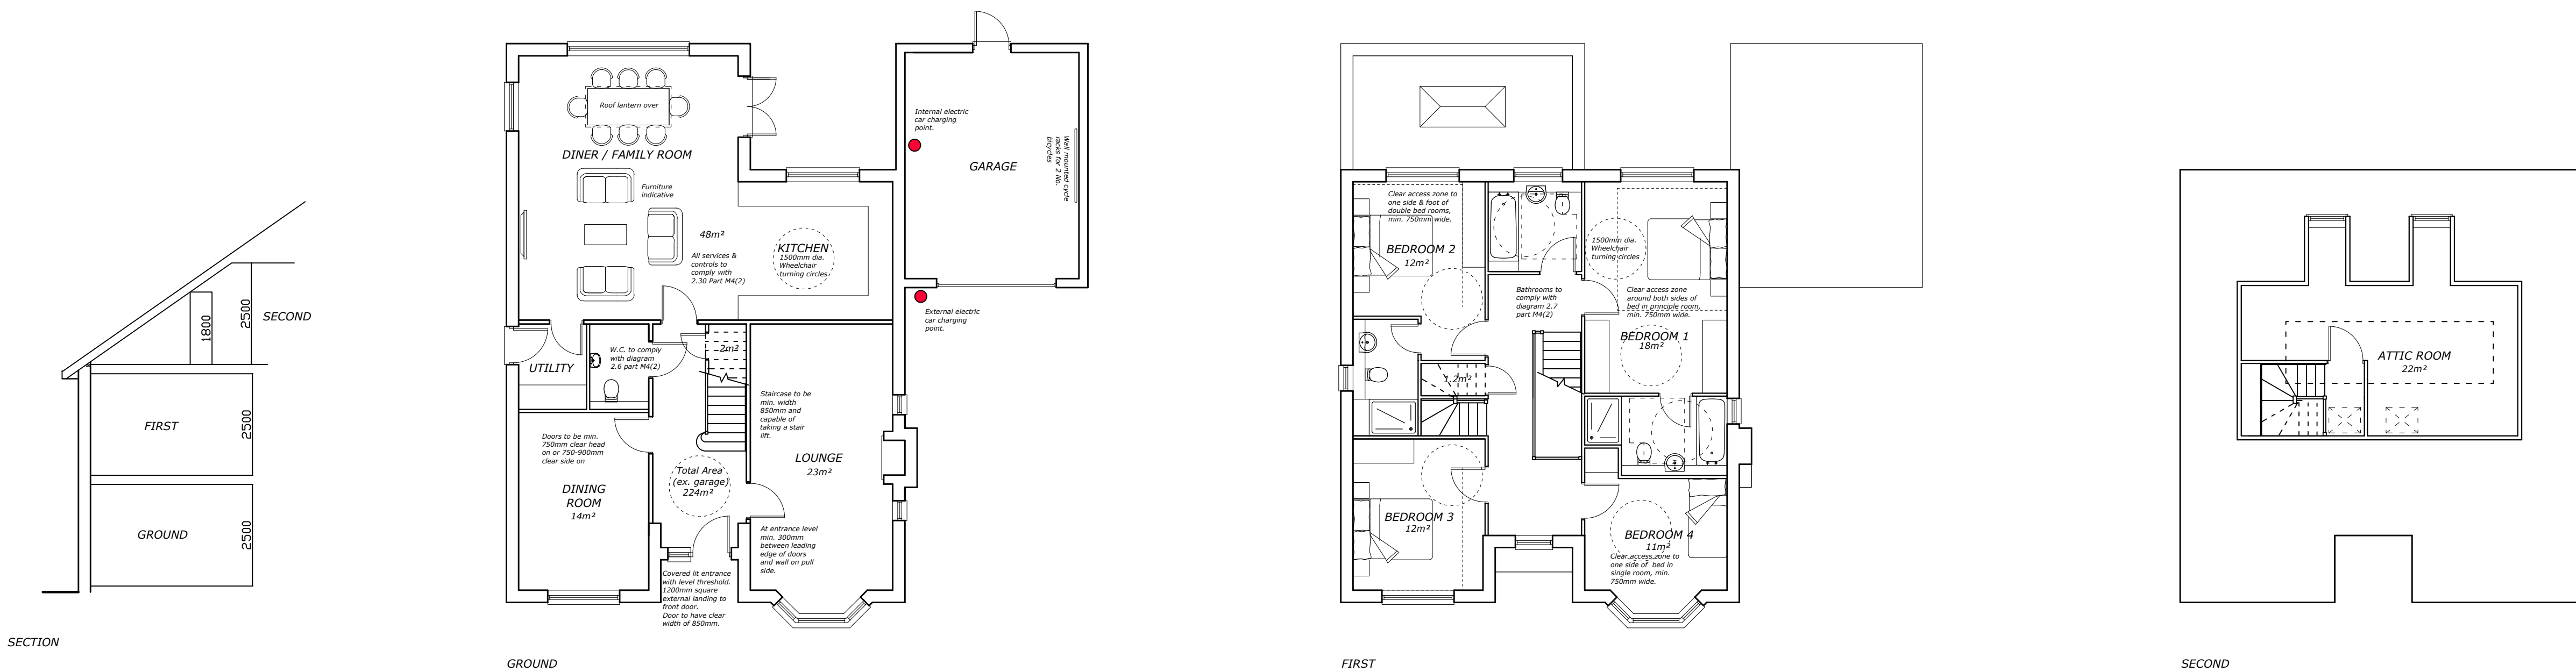 2500
1800
SECOND
FIRST
2500
GROUND
2500
SECTION
Roof lantern over
DINER / FAMILY ROOM
Furniture
indicative
48m²
All services &
controls to
comply with
2.30 Part M4(2)
KITCHEN
1500mm dia.
Wheelchair
turning circles
Internal electric
car charging
point.
GARAGE
Wall mounted cycle
racks for 2 No.
bicycles
External electric
car charging
point.
UTILITY
W.C. to comply
with diagram
2.6 part M4(2)
2m²
Staircase to be
min. width
850mm and
capable of
taking a stair
lift.
Doors to be min.
750mm clear head
on or 750-900mm
clear side on
DINING
ROOM
14m²
Total Area
(ex. garage)
224m²
LOUNGE
23m²
At entrance level
min. 300mm
between leading
edge of doors
and wall on pull
side.
Covered lit entrance
with level threshold.
1200mm square
external landing to
front door.
Door to have clear
width of 850mm.
GROUND
Clear access zone to
one side & foot of
double bed rooms,
min. 750mm wide.
BEDROOM 2
12m²
1500mm dia.
Wheelchair
turning circles
Bathrooms to
comply with
diagram 2.7
part M4(2)
Clear access zone
around both sides of
bed in principle room,
min. 750mm wide.
BEDROOM 1
18m²
1.2m²
BEDROOM 3
12m²
BEDROOM 4
11m²
Clear access zone to
one side of bed in
single room, min.
750mm wide.
FIRST
ATTIC ROOM
22m²
SECOND